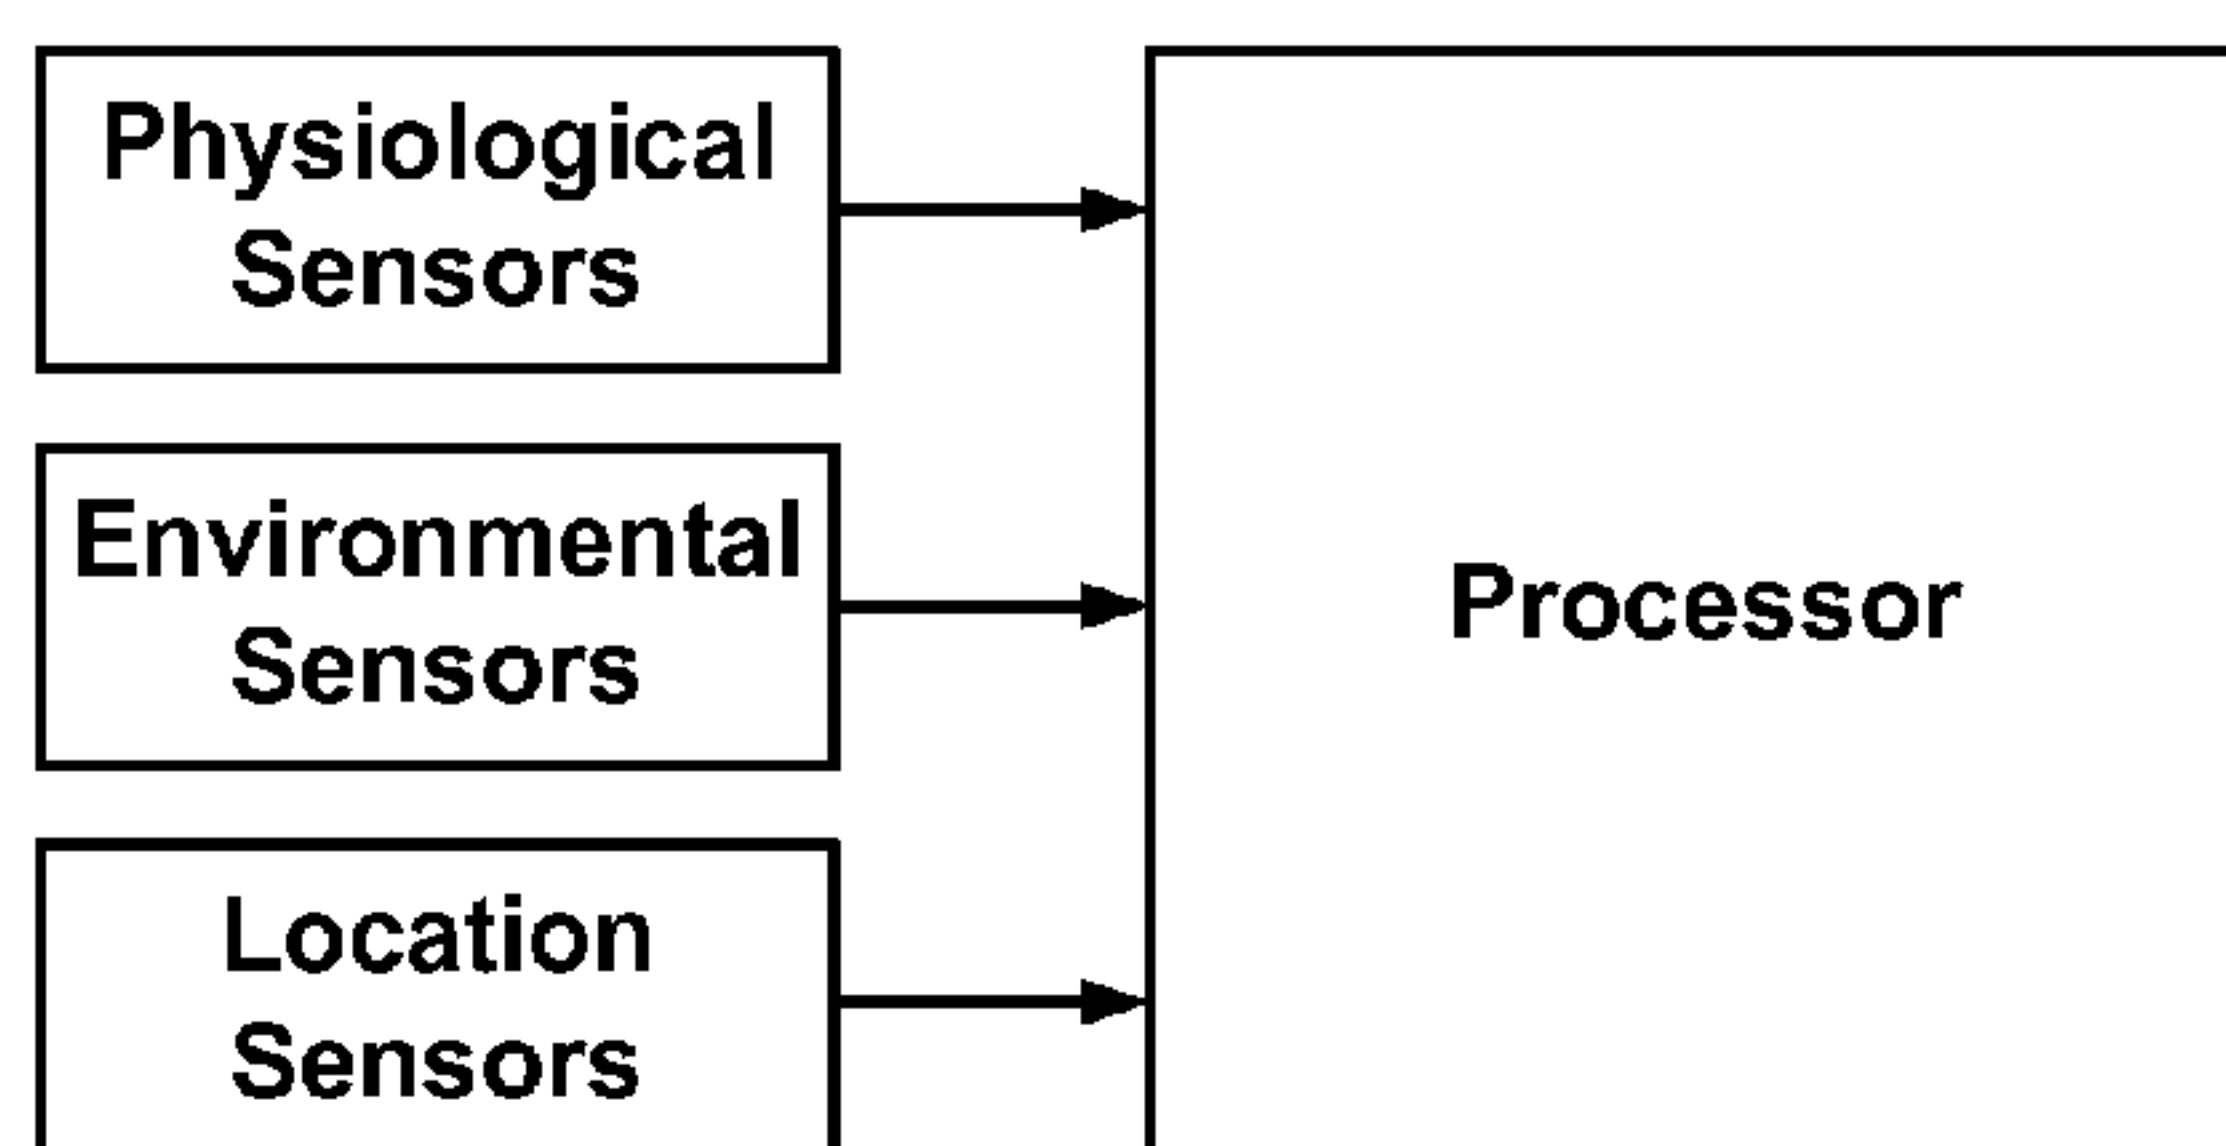 Physiological
Sensors
Environmental
Sensors
Processor
Location
Sensors